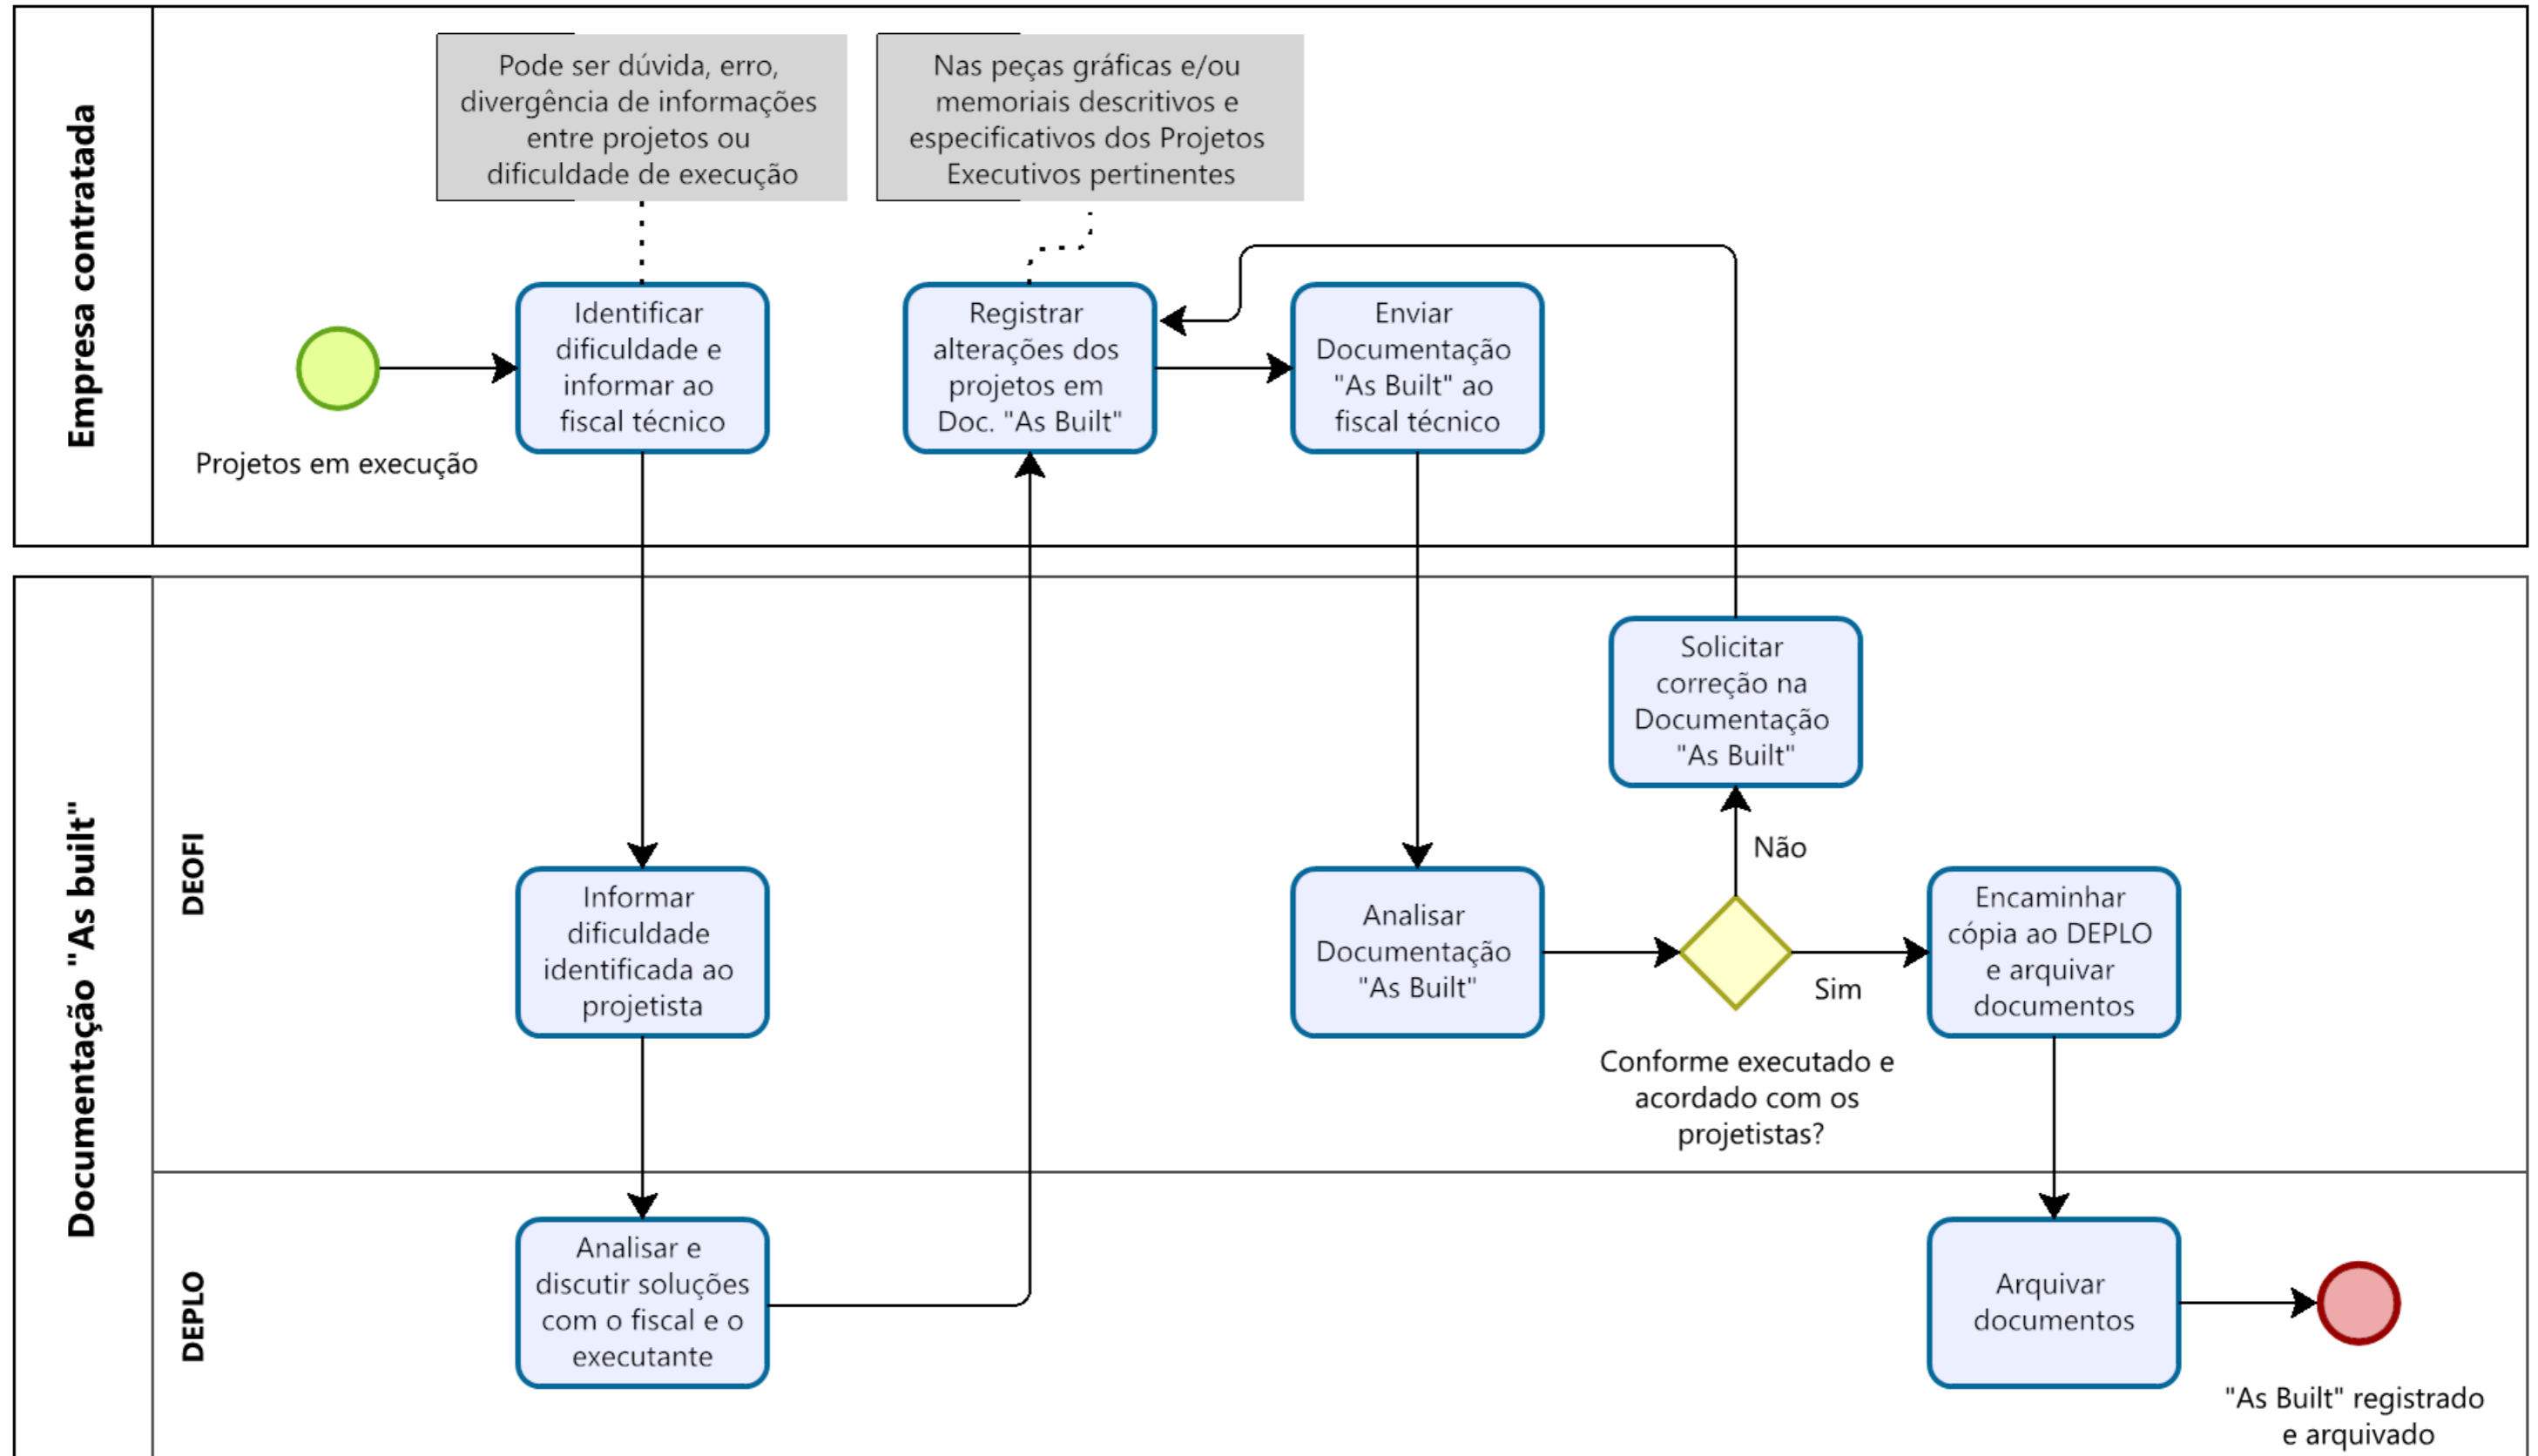 Empresa contratada
Pode ser dúvida, erro,
divergência de informações
entre projetos ou
dificuldade de execução
Nas peças gráficas e/ou
memoriais descritivos e
especificativos dos Projetos
Executivos pertinentes
Projetos em execução
Identificar
dificuldade e
informar ao
fiscal técnico
Registrar
alterações dos
projetos em
Doc. "As Built"
Enviar
Documentação
"As Built" ao
fiscal técnico
Documentação "As built"
DEOFI
Informar
dificuldade
identificada ao
projetista
Analisar
Documentação
"As Built"
Solicitar
correção na
Documentação
"As Built"
Não
Sim
Conforme executado e
acordado com os
projetistas?
Encaminhar
cópia ao DEPLO
e arquivar
documentos
DEPLO
Analisar e
discutir soluções
com o fiscal e o
executante
Arquivar
documentos
"As Built" registrado
e arquivado